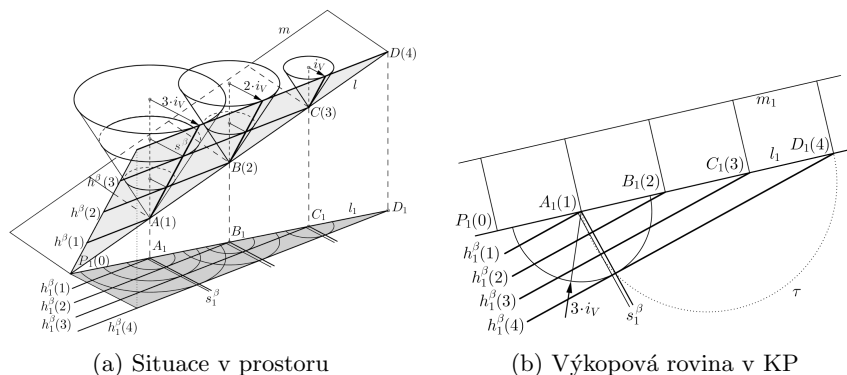 m
D(4)
i_V
2·i_V
l
3·i_V
C(3)
s^β
B(2)
h^β(3)
h^β(2)
A(1)
h^β(1)
l_1
D_1
C_1
B_1
A_1
P_1(0)
h_1^β(1)
s_1^β
h_1^β(2)
h_1^β(3)
h_1^β(4)
(a) Situace v prostoru
m_1
D_1(4)
l_1
C_1(3)
B_1(2)
A_1(1)
P_1(0)
h_1^β(1)
h_1^β(2)
h_1^β(3)
3·i_V
s_1^β
τ
h_1^β(4)
(b) Výkopová rovina v KP